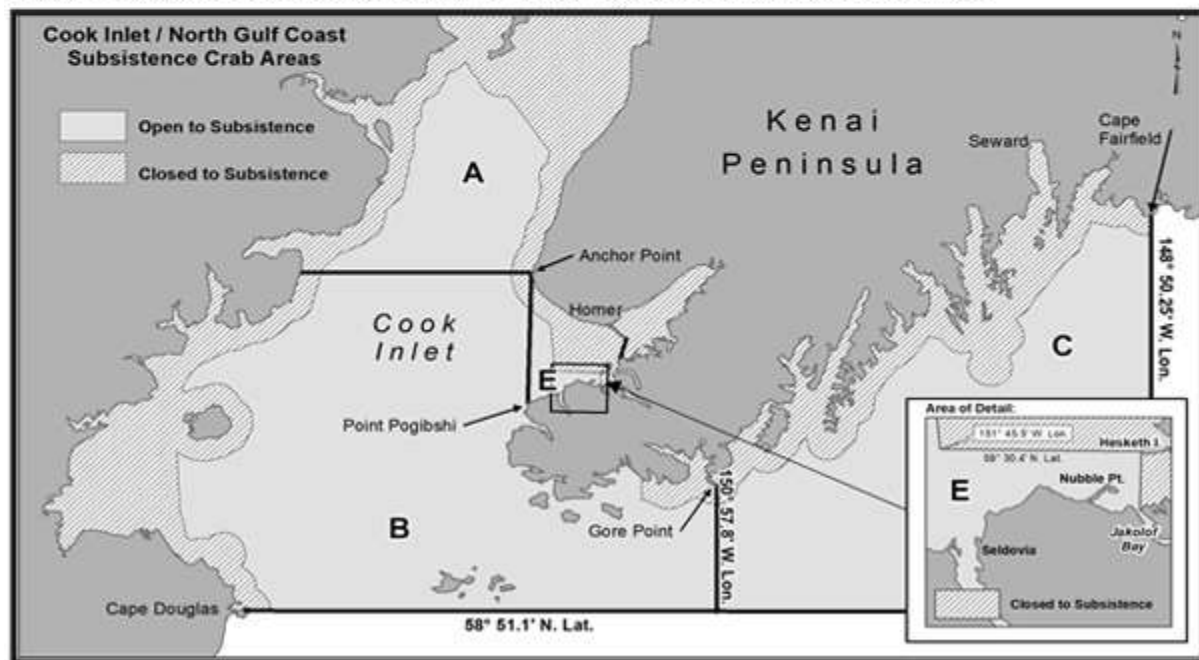 Cook Inlet / North Gulf Coast
Subsistence Crab Areas
Open to Subsistence
Closed to Subsistence
N
Kenai
Peninsula
Seward
Cape
Fairfield
A
Anchor Point
Homer
Cook
Inlet
E
Point Pogibshi
C
148° 50.25' W. Lon.
B
Gore Point
150° 57.8' W. Lon.
Cape Douglas
58° 51.1' N. Lat.
Area of Detail:
151° 45.5' W. Lon.
Hesketh I.
59° 30.4' N. Lat.
E
Nubble Pt.
Jakolof
Bay
Seldovia
Closed to Subsistence